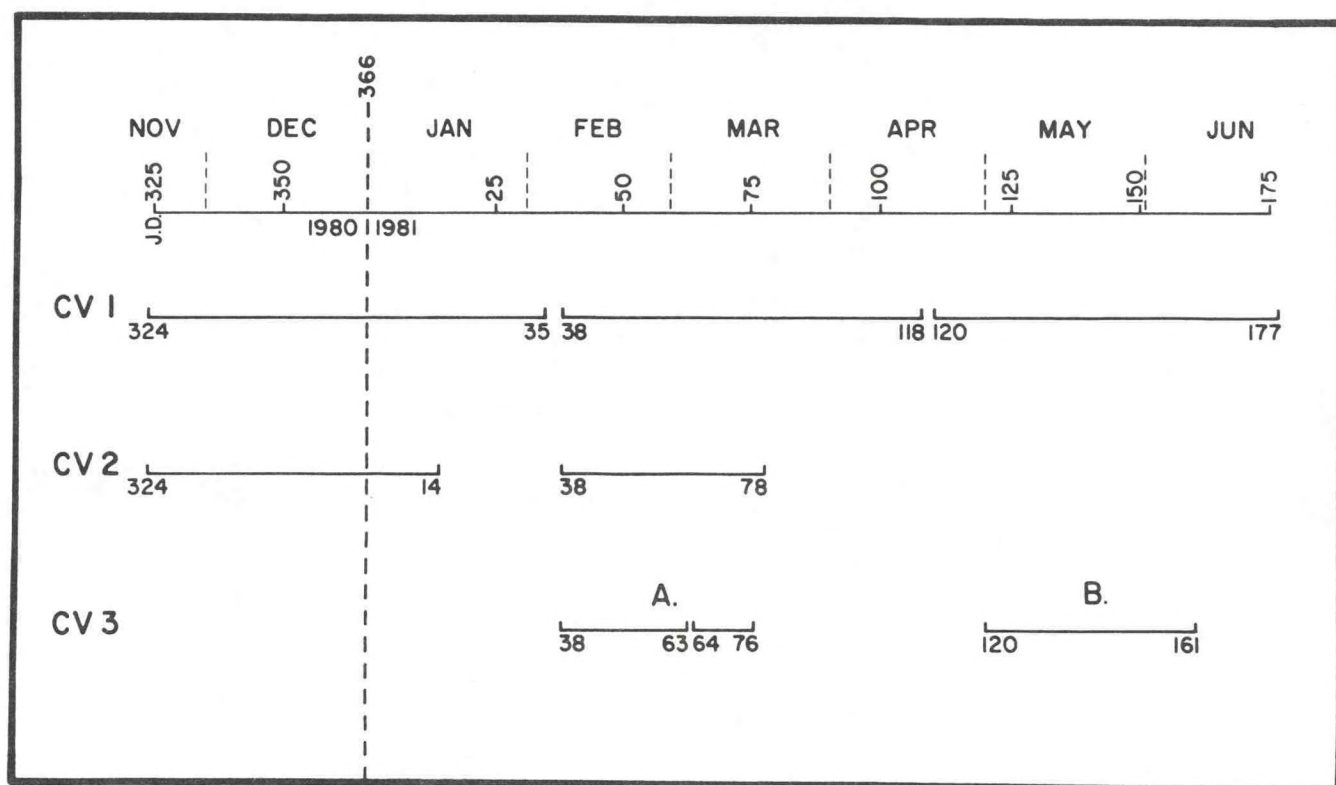 366
NOV DEC JAN FEB MAR APR MAY JUN
325 350 25 50 75 100 125 150 175
J.D. 1980 1981
CV 1
324 35 38 118 120 177
CV 2
324 14 38 78
A. B.
CV 3
38 63 64 76 120 161